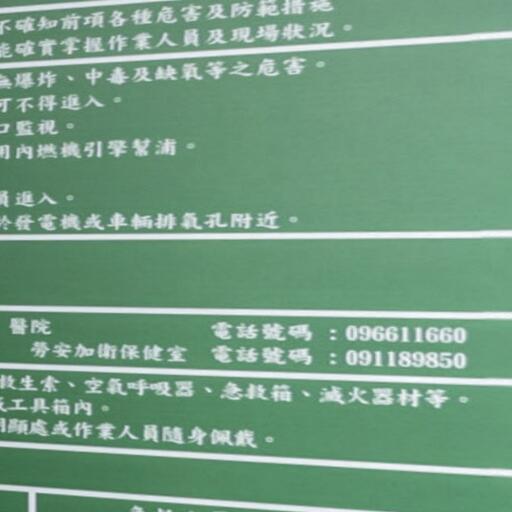 不確知前項各種危害及防範措施
能確實掌握作業人員及現場狀況。
無爆炸、中毒及缺氧等之危害。
可不得進入。
口監視。
用內燃機引擎幫浦。
員進入。
於發電機或車輛排氣孔附近。
醫院 電話號碼 ：096611660
勞安加衛保健室 電話號碼 ：091189850
救生索、空氣呼吸器、急救箱、滅火器材等。
工具箱內。
明顯處或作業人員隨身佩戴。